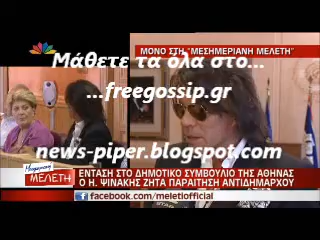 ΜΟΝΟ ΣΤΗ "ΜΕΣΗΜΕΡΙΑΝΗ ΜΕΛΕΤΗ"
Μάθετε τα όλα στο...
...freegossip.gr
news-piper.blogspot.com
Μεσημεριανή
ΜΕΛΕΤΗ
ΕΝΤΑΣΗ ΣΤΟ ΔΗΜΟΤΙΚΟ ΣΥΜΒΟΥΛΙΟ ΤΗΣ ΑΘΗΝΑΣ
Ο Η. ΨΙΝΑΚΗΣ ΖΗΤΑ ΠΑΡΑΙΤΗΣΗ ΑΝΤΙΔΗΜΑΡΧΟΥ
facebook.com/meletiofficial